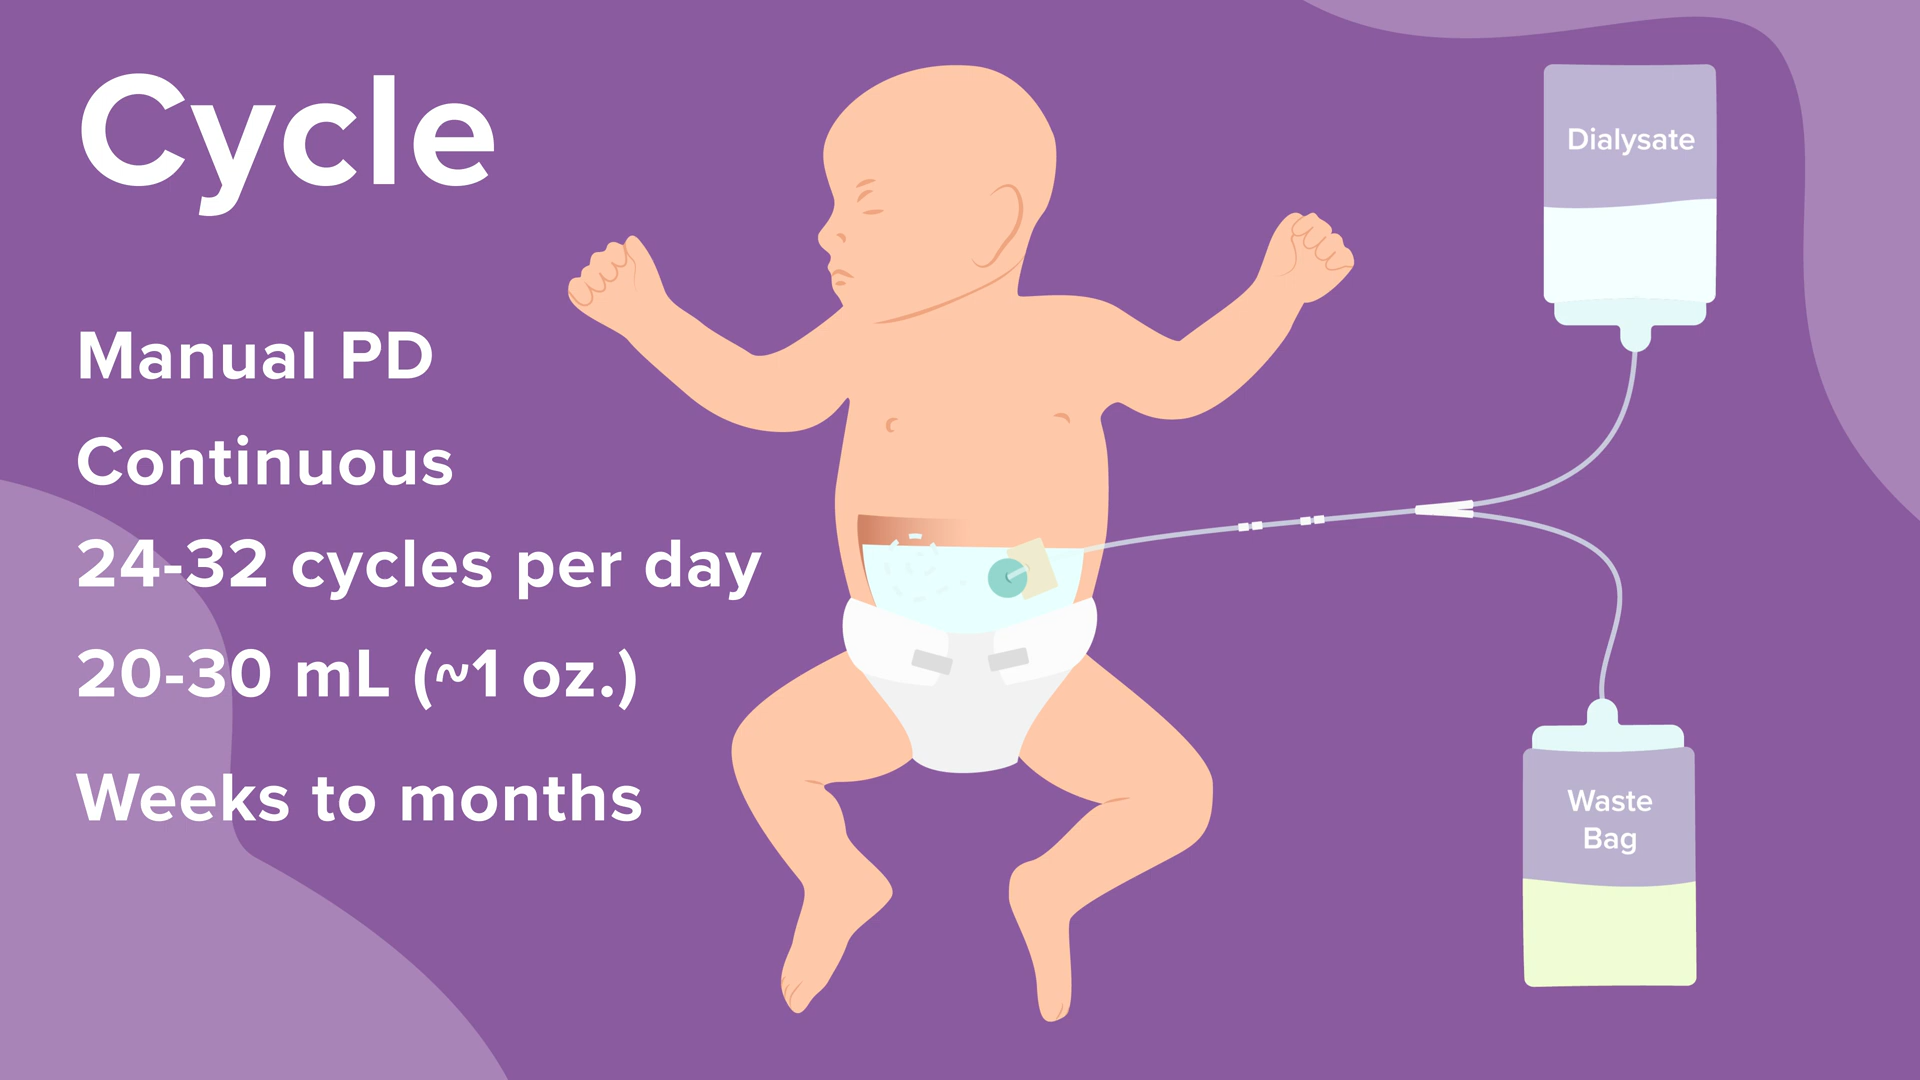 Cycle
Manual PD
Continuous
24-32 cycles per day
20-30 mL (~1 oz.)
Weeks to months
Dialysate
Waste
Bag